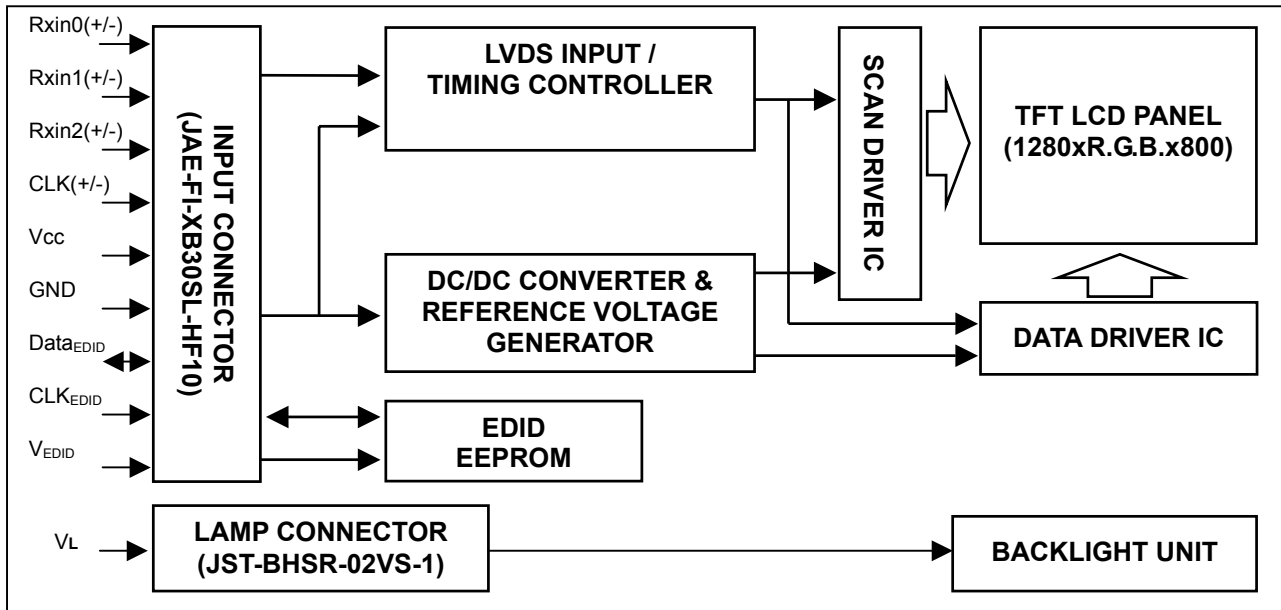 Rxin0(+/-)
Rxin1(+/-)
Rxin2(+/-)
CLK(+/-)
Vcc
GND
DataEDID
CLKEDID
VEDID
VL
INPUT CONNECTOR
(JAE-FI-XB30SL-HF10)
LVDS INPUT /
TIMING CONTROLLER
DC/DC CONVERTER &
REFERENCE VOLTAGE
GENERATOR
EDID
EEPROM
SCAN DRIVER IC
TFT LCD PANEL
(1280xR.G.B.x800)
DATA DRIVER IC
LAMP CONNECTOR
(JST-BHSR-02VS-1)
BACKLIGHT UNIT